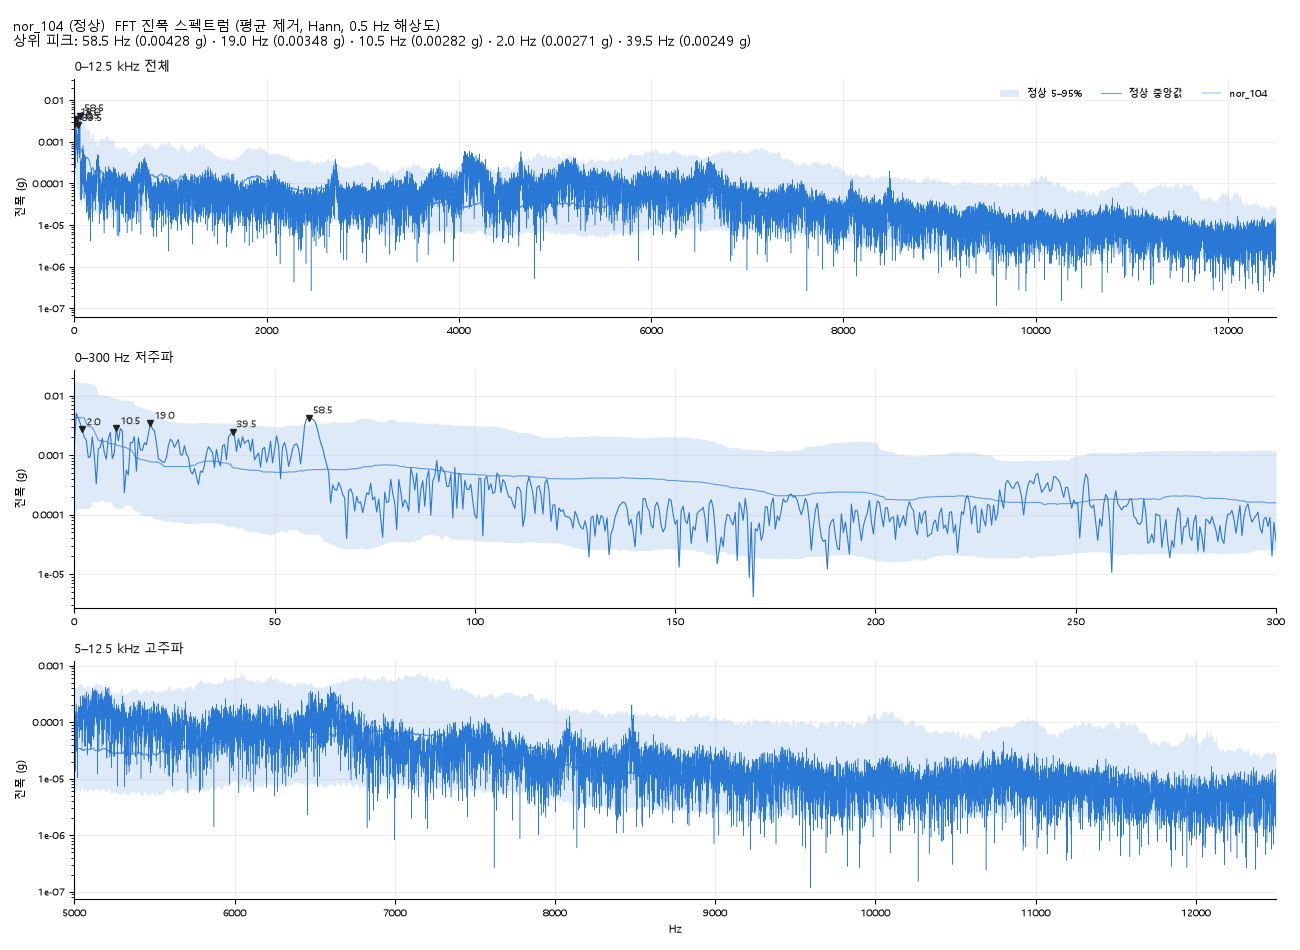 nor_104 (정상)  FFT 진폭 스펙트럼 (평균 제거, Hann, 0.5 Hz 해상도)
상위 피크: 58.5 Hz (0.00428 g) · 19.0 Hz (0.00348 g) · 10.5 Hz (0.00282 g) · 2.0 Hz (0.00271 g) · 39.5 Hz (0.00249 g)
0–12.5 kHz 전체
정상 5–95%
정상 중앙값
nor_104
58.5
진폭 (g)
0.01
0.001
0.0001
1e-05
1e-06
1e-07
0 2000 4000 6000 8000 10000 12000
0–300 Hz 저주파
2.0
10.5
19.0
39.5
58.5
진폭 (g)
0.01
0.001
0.0001
1e-05
0 50 100 150 200 250 300
5–12.5 kHz 고주파
진폭 (g)
0.001
0.0001
1e-05
1e-06
1e-07
5000 6000 7000 8000 9000 10000 11000 12000
Hz